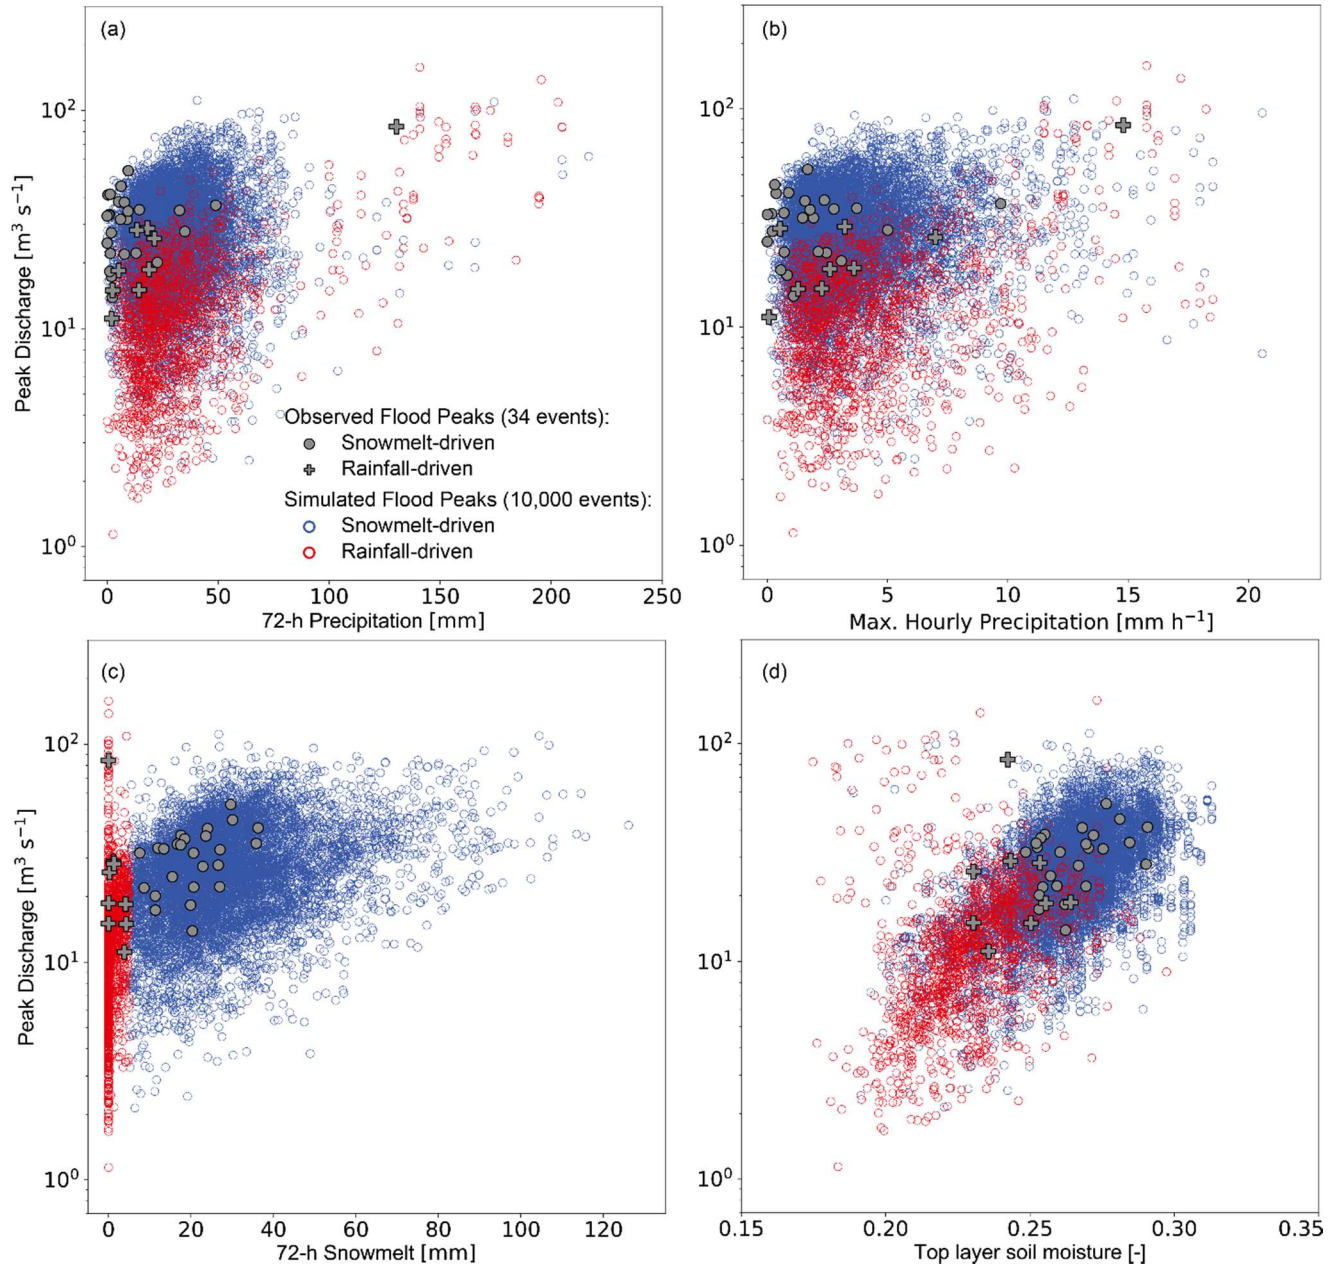 (a)
10²
10¹
10⁰
Peak Discharge [m³ s⁻¹]
Observed Flood Peaks (34 events):
Snowmelt-driven
Rainfall-driven
Simulated Flood Peaks (10,000 events):
Snowmelt-driven
Rainfall-driven
0 50 100 150 200 250
72-h Precipitation [mm]
(b)
10²
10¹
10⁰
0 5 10 15 20
Max. Hourly Precipitation [mm h⁻¹]
(c)
10²
10¹
10⁰
Peak Discharge [m³ s⁻¹]
0 20 40 60 80 100 120
72-h Snowmelt [mm]
(d)
10²
10¹
10⁰
0.15 0.20 0.25 0.30 0.35
Top layer soil moisture [-]